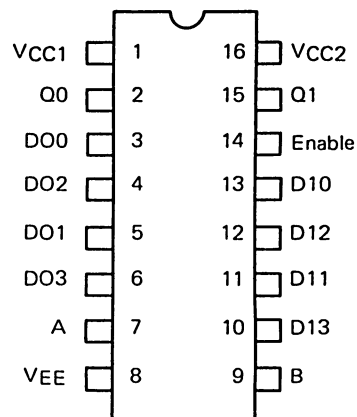 VCC1 1 16 VCC2
Q0 2 15 Q1
DO0 3 14 Enable
DO2 4 13 D10
DO1 5 12 D12
DO3 6 11 D11
A 7 10 D13
VEE 8 9 B